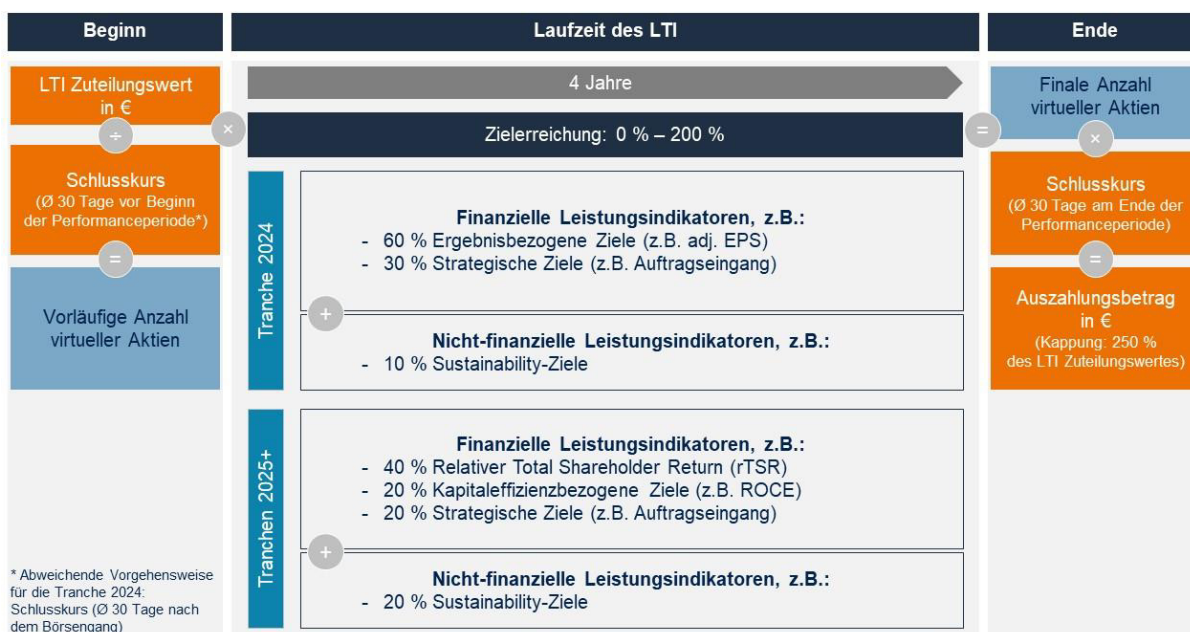 Beginn
LTI Zuteilungswert
in €
÷
Schlusskurs
(Ø 30 Tage vor Beginn
der Performanceperiode*)
=
Vorläufige Anzahl
virtueller Aktien
* Abweichende Vorgehensweise
für die Tranche 2024:
Schlusskurs (Ø 30 Tage nach
dem Börsengang)
×
Laufzeit des LTI
4 Jahre
Zielerreichung: 0 % – 200 %
Tranche 2024
Finanzielle Leistungsindikatoren, z.B.:
- 60 % Ergebnisbezogene Ziele (z.B. adj. EPS)
- 30 % Strategische Ziele (z.B. Auftragseingang)
+
Nicht-finanzielle Leistungsindikatoren, z.B.:
- 10 % Sustainability-Ziele
Tranchen 2025+
Finanzielle Leistungsindikatoren, z.B.:
- 40 % Relativer Total Shareholder Return (rTSR)
- 20 % Kapitaleffizienzbezogene Ziele (z.B. ROCE)
- 20 % Strategische Ziele (z.B. Auftragseingang)
+
Nicht-finanzielle Leistungsindikatoren, z.B.:
- 20 % Sustainability-Ziele
=
Ende
Finale Anzahl
virtueller Aktien
×
Schlusskurs
(Ø 30 Tage am Ende der
Performanceperiode)
=
Auszahlungsbetrag
in €
(Kappung: 250 %
des LTI Zuteilungswertes)